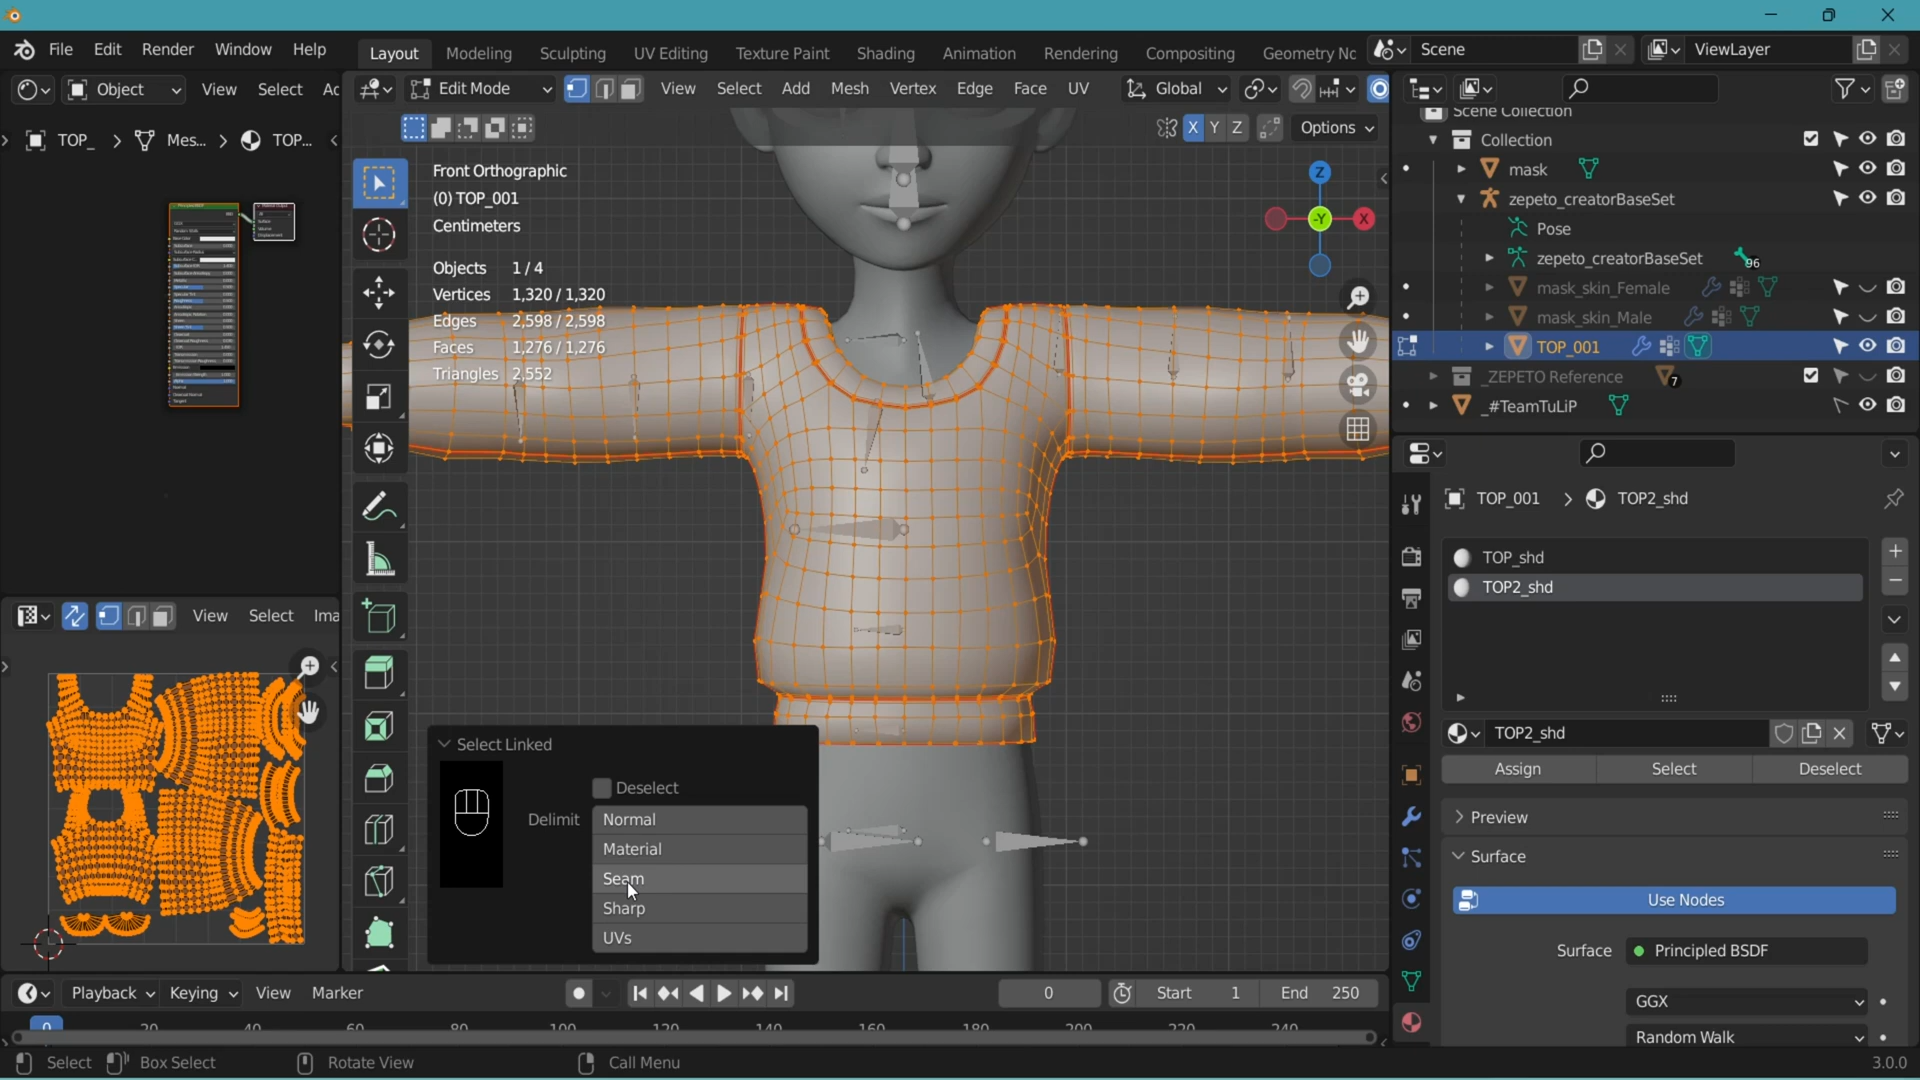 File Edit Render Window Help
Layout Modeling Sculpting UV Editing Texture Paint Shading Animation Rendering Compositing Geometry Nc
Scene
ViewLayer
Object View Select Ac
Edit Mode View Select Add Mesh Vertex Edge Face UV Global
X Y Z
Options
TOP_ Mes... TOP...
Front Orthographic
(0) TOP_001
Centimeters
Objects 1/4
Vertices 1,320/1,320
Edges 2,598/2,598
Faces 1,276/1,276
Triangles 2,552
Z
-Y
X
Scene Collection
Collection
mask
zepeto_creatorBaseSet
Pose
zepeto_creatorBaseSet
96
mask_skin_Female
mask_skin_Male
TOP_001
_ZEPETO Reference
7
_#TeamTuLiP
TOP_001 TOP2_shd
TOP_shd
TOP2_shd
TOP2_shd
Assign Select Deselect
Preview
Surface
Use Nodes
Surface Principled BSDF
GGX
Random Walk
View Select Ima
Select Linked
Deselect
Delimit Normal
Material
Seam
Sharp
UVs
Playback Keying View Marker
0 Start 1 End 250
0 20 40 60 80 100 120 140 160 180 200 220 240
Select Box Select Rotate View Call Menu
3.0.0